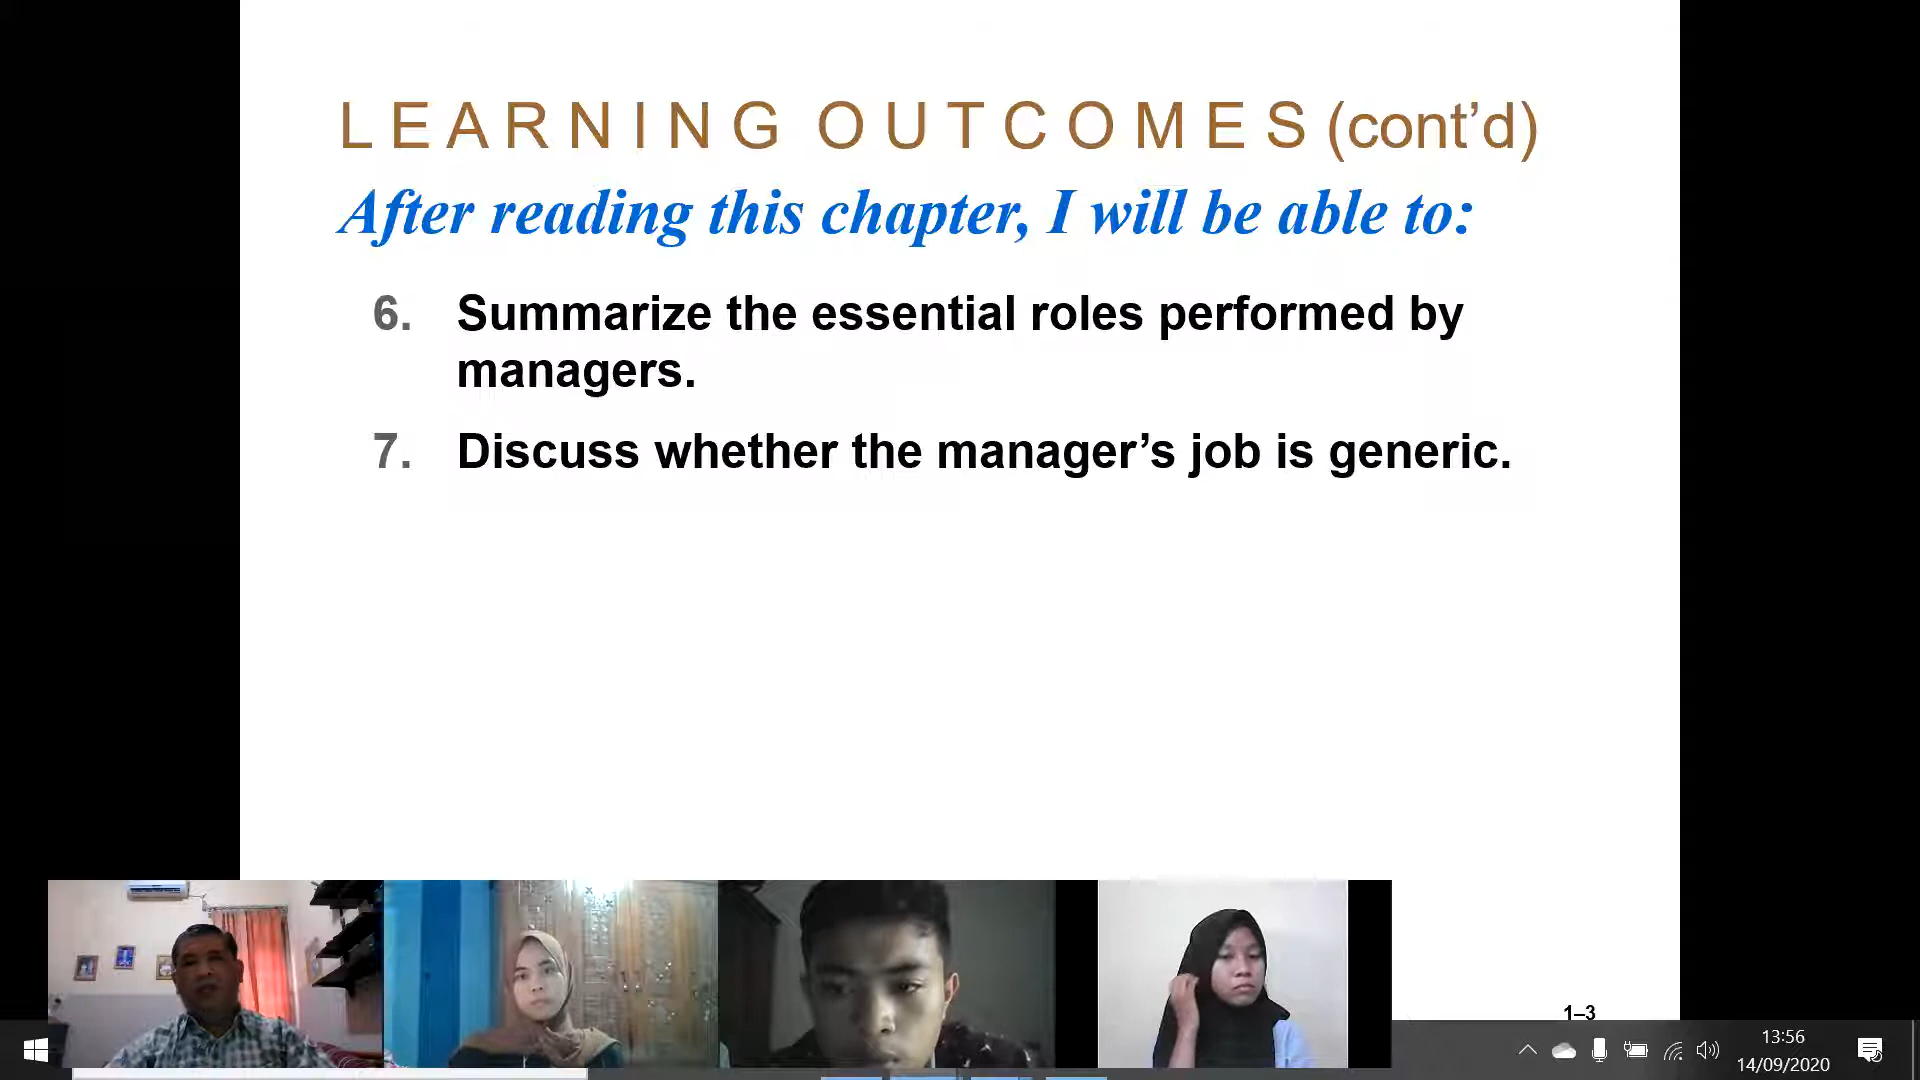 LEARNING OUTCOMES (cont’d)
After reading this chapter, I will be able to:
6. Summarize the essential roles performed by
managers.
7. Discuss whether the manager’s job is generic.
1–3
13:56
14/09/2020